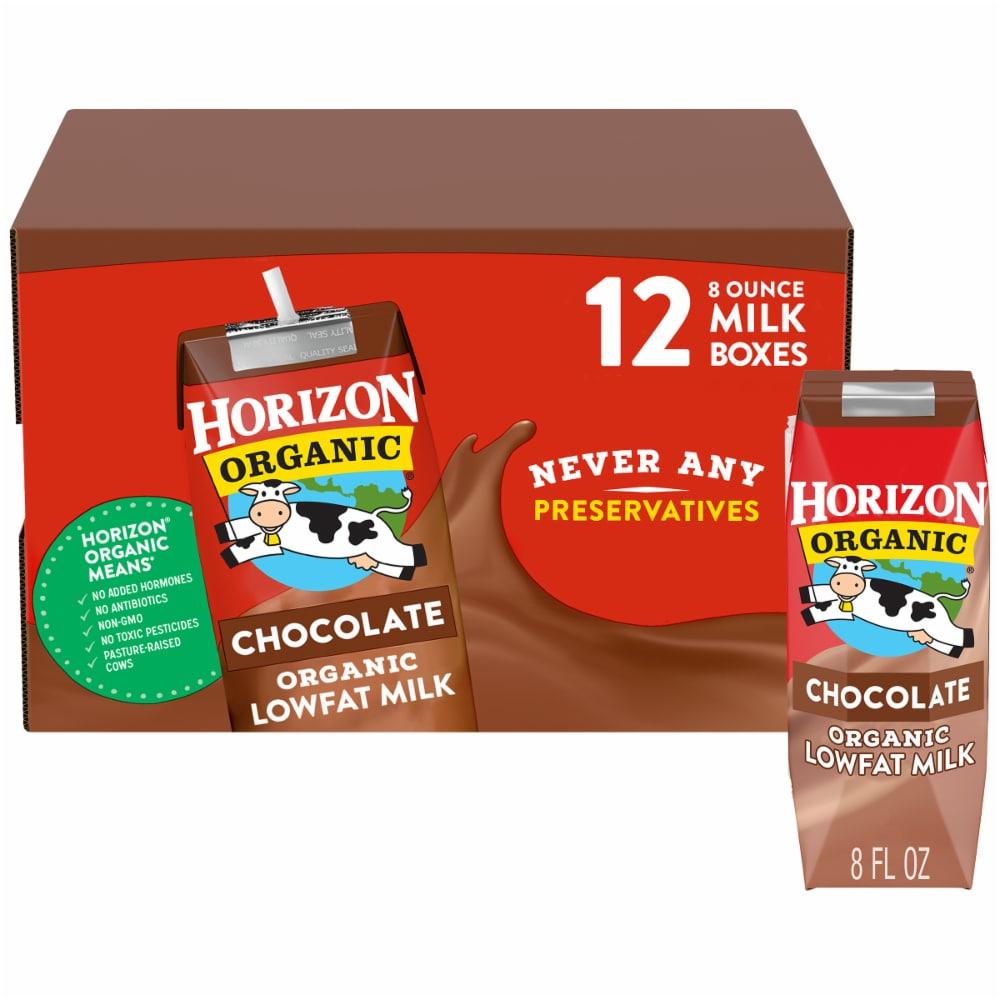 12
8 OUNCE
MILK
BOXES
QUALITY SEAL
HORIZON
ORGANIC®
NEVER ANY
PRESERVATIVES
HORIZON®
ORGANIC
MEANS*
✓ NO ADDED HORMONES
✓ NO ANTIBIOTICS
✓ NON-GMO
✓ NO TOXIC PESTICIDES
✓ PASTURE-RAISED
COWS
CHOCOLATE
ORGANIC
LOWFAT MILK
HORIZON
ORGANIC®
CHOCOLATE
ORGANIC
LOWFAT MILK
8 FL OZ